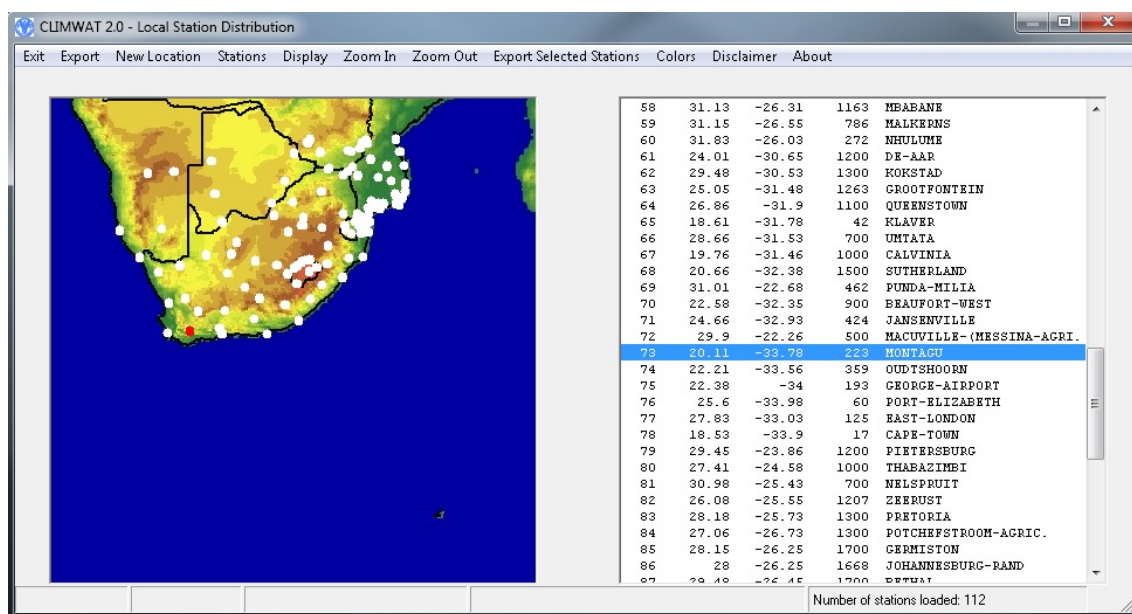 CLIMWAT 2.0 - Local Station Distribution
Exit Export New Location Stations Display Zoom In Zoom Out Export Selected Stations Colors Disclaimer About
58 31.13 -26.31 1163 MBABANE
59 31.15 -26.55 786 MALKERNS
60 31.83 -26.03 272 NHULUME
61 24.01 -30.65 1200 DE-AAR
62 29.48 -30.53 1300 KOKSTAD
63 25.05 -31.48 1263 GROOTFONTEIN
64 26.86 -31.9 1100 QUEENSTOWN
65 18.61 -31.78 42 KLAVER
66 28.66 -31.53 700 UMTATA
67 19.76 -31.46 1000 CALVINIA
68 20.66 -32.38 1500 SUTHERLAND
69 31.01 -22.68 462 PUNDA-MILIA
70 22.58 -32.35 900 BEAUFORT-WEST
71 24.66 -32.93 424 JANSENVILLE
72 29.9 -22.26 500 MACUVILLE-(MESSINA-AGRI.
73 20.11 -33.78 223 MONTAGU
74 22.21 -33.56 359 OUDTSHOORN
75 22.38 -34 193 GEORGE-AIRPORT
76 25.6 -33.98 60 PORT-ELIZABETH
77 27.83 -33.03 125 EAST-LONDON
78 18.53 -33.9 17 CAPE-TOWN
79 29.45 -23.86 1200 PIETERSBURG
80 27.41 -24.58 1000 THABAZIMBI
81 30.98 -25.43 700 NELSPRUIT
82 26.08 -25.55 1207 ZEERUST
83 28.18 -25.73 1300 PRETORIA
84 27.06 -26.73 1300 POTCHEFSTROOM-AGRIC.
85 28.15 -26.25 1700 GERMISTON
86 28 -26.25 1668 JOHANNESBURG-RAND
87 29.48 -26.45 1700 BETHAL
Number of stations loaded: 112